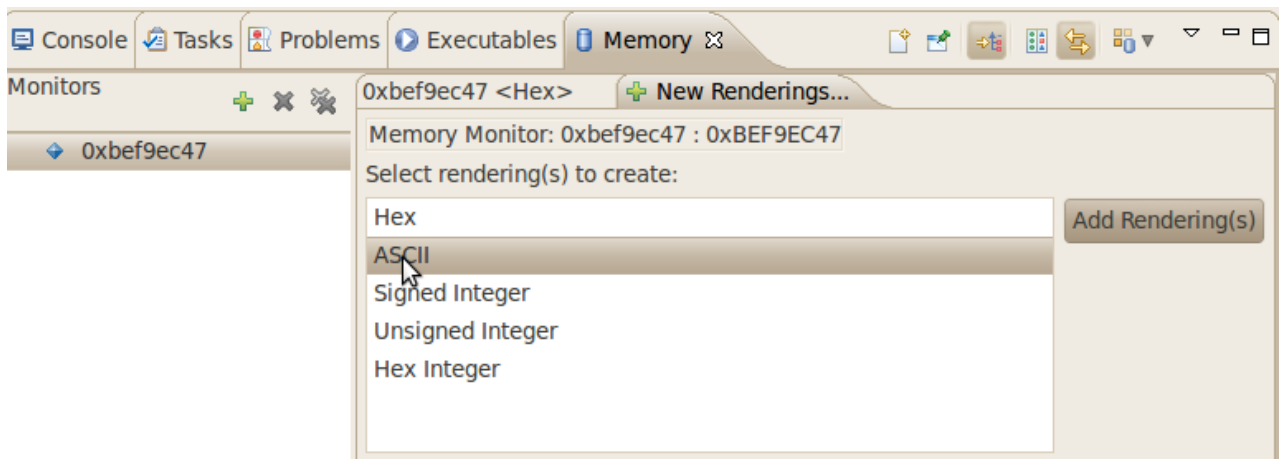 Console Tasks Problems Executables Memory
Monitors
0xbef9ec47
0xbef9ec47 <Hex> New Renderings...
Memory Monitor: 0xbef9ec47 : 0xBEF9EC47
Select rendering(s) to create:
Hex
ASCII
Signed Integer
Unsigned Integer
Hex Integer
Add Rendering(s)